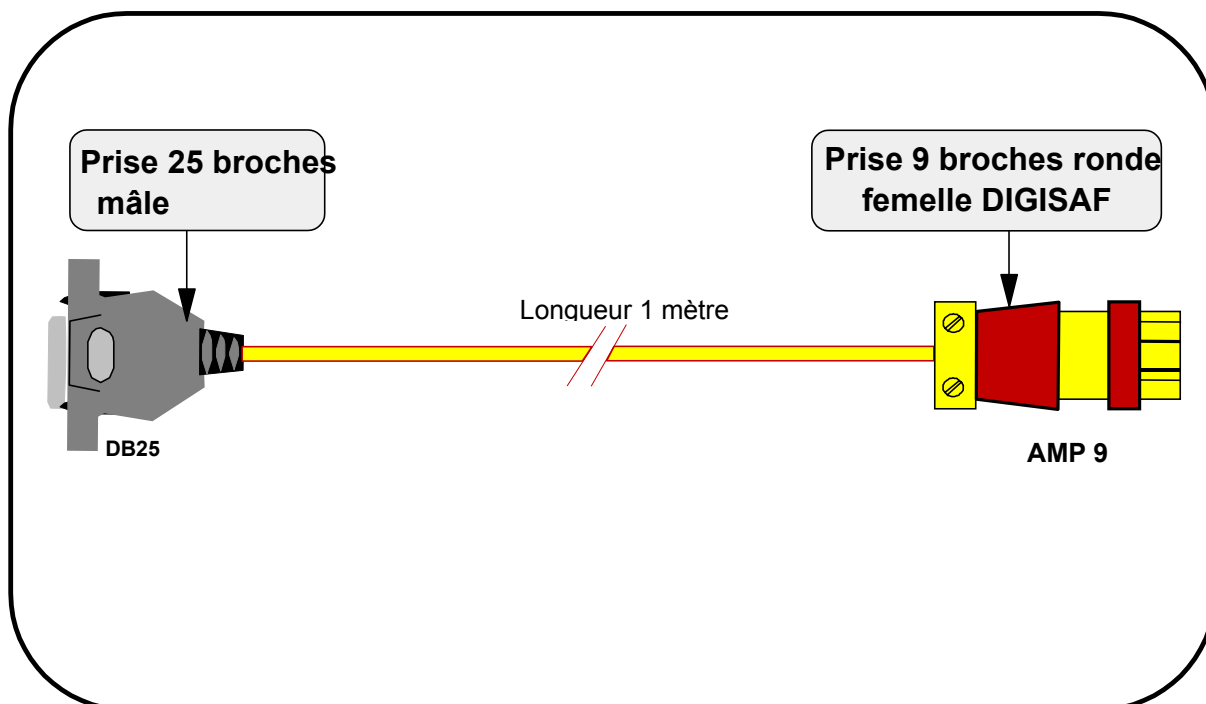 Prise 25 broches
mâle
Prise 9 broches ronde
femelle DIGISAF
Longueur 1 mètre
DB25
AMP 9